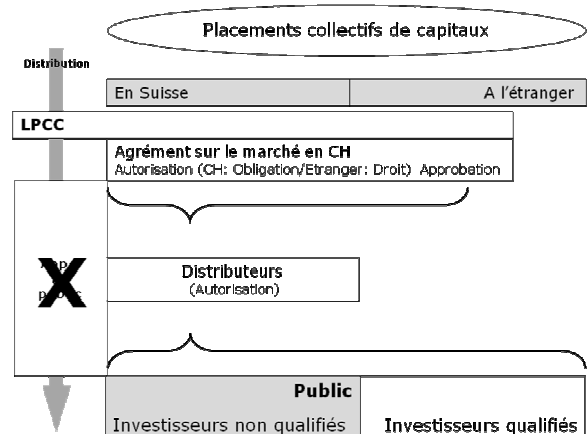 Placements collectifs de capitaux
Distribution
En Suisse
A l'étranger
LPCC
Agrément sur le marché en CH
Autorisation (CH: Obligation/Etranger: Droit) Approbation
X
Distributeurs
(Autorisation)
Public
Investisseurs non qualifiés
Investisseurs qualifiés